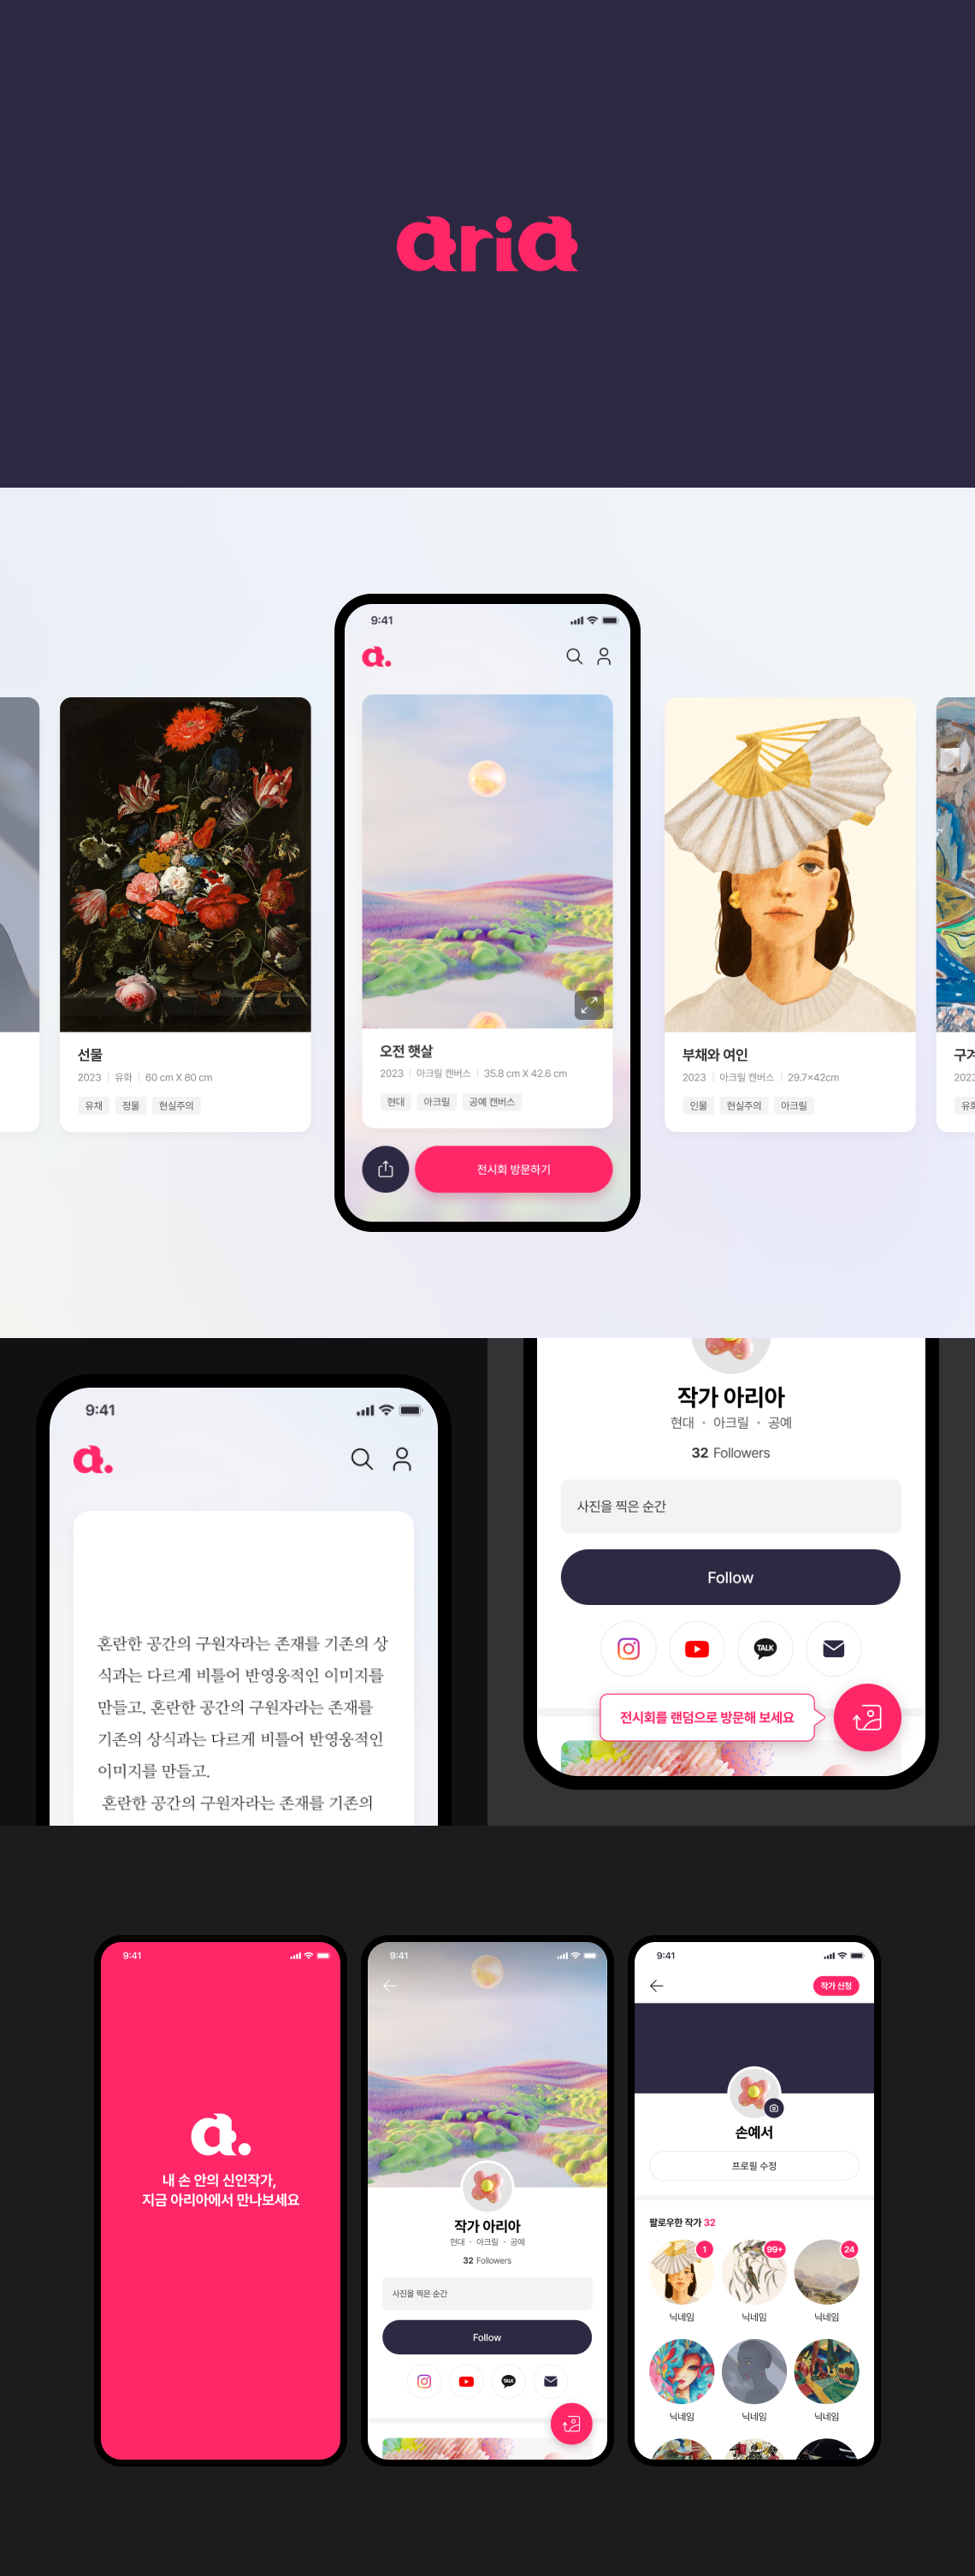 aria
9:41
a.
선물
2023 | 유화 | 60 cm X 80 cm
유채 정물 현실주의
오전 햇살
2023 | 아크릴 캔버스 | 35.8 cm X 42.6 cm
현대 아크릴 공예 캔버스
전시회 방문하기
부채와 여인
2023 | 아크릴 캔버스 | 29.7×42cm
인물 현실주의 아크릴
2023
9:41
a.
혼란한 공간의 구원자라는 존재를 기존의 상
식과는 다르게 비틀어 반영웅적인 이미지를
만들고. 혼란한 공간의 구원자라는 존재를
기존의 상식과는 다르게 비틀어 반영웅적인
이미지를 만들고.
혼란한 공간의 구원자라는 존재를 기존의
작가 아리아
현대 • 아크릴 • 공예
32 Followers
사진을 찍은 순간
Follow
TALK
전시회를 랜덤으로 방문해 보세요
9:41
a.
내 손 안의 신인작가,
지금 아리아에서 만나보세요
9:41
작가 아리아
현대 • 아크릴 • 공예
32 Followers
사진을 찍은 순간
Follow
TALK
9:41
작가 신청
손예서
프로필 수정
팔로우한 작가 32
1 99+ 24
닉네임 닉네임 닉네임
닉네임 닉네임 닉네임